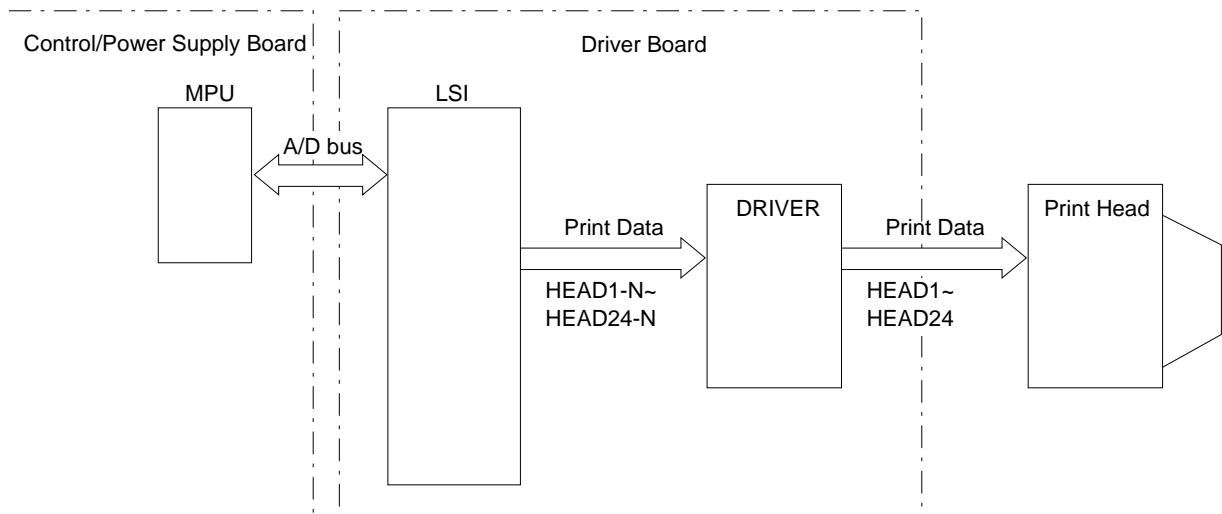 Control/Power Supply Board
Driver Board
MPU
LSI
A/D bus
DRIVER
Print Head
Print Data
Print Data
HEAD1-N~
HEAD24-N
HEAD1~
HEAD24